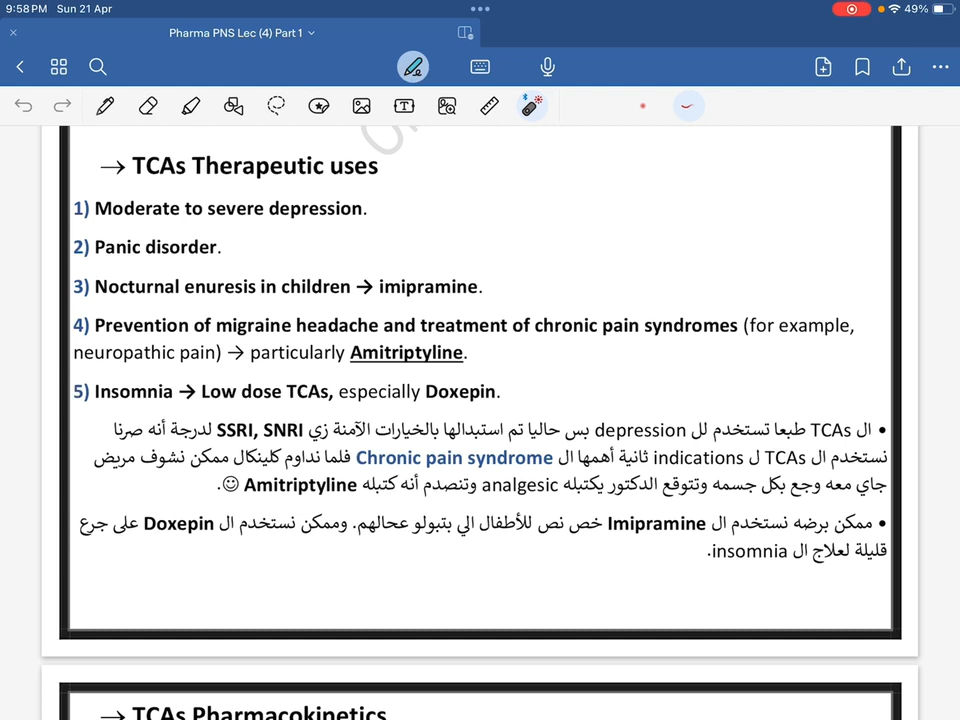 9:58 PM Sun 21 Apr
49%
Pharma PNS Lec (4) Part 1
→ TCAs Therapeutic uses
1) Moderate to severe depression.
2) Panic disorder.
3) Nocturnal enuresis in children → imipramine.
4) Prevention of migraine headache and treatment of chronic pain syndromes (for example,
neuropathic pain) → particularly Amitriptyline.
5) Insomnia → Low dose TCAs, especially Doxepin.
• ال TCAs طبعا تستخدم لل depression بس حاليا تم استبدالها بالخيارات الآمنة زي SSRI, SNRI لدرجة أنه صرنا
نستخدم ال TCAs ل indications ثانية أهمها ال Chronic pain syndrome فلما نداوم كلينكال ممكن نشوف مريض
جاي معه وجع بكل جسمه وتتوقع الدكتور يكتبله analgesic وتنصدم أنه كتبله Amitriptyline ☺.
• ممكن برضه نستخدم ال Imipramine خص نص للأطفال الي بتبولو عحالهم. وممكن نستخدم ال Doxepin على جرع
قليلة لعلاج ال insomnia.
→ TCAs Pharmacokinetics